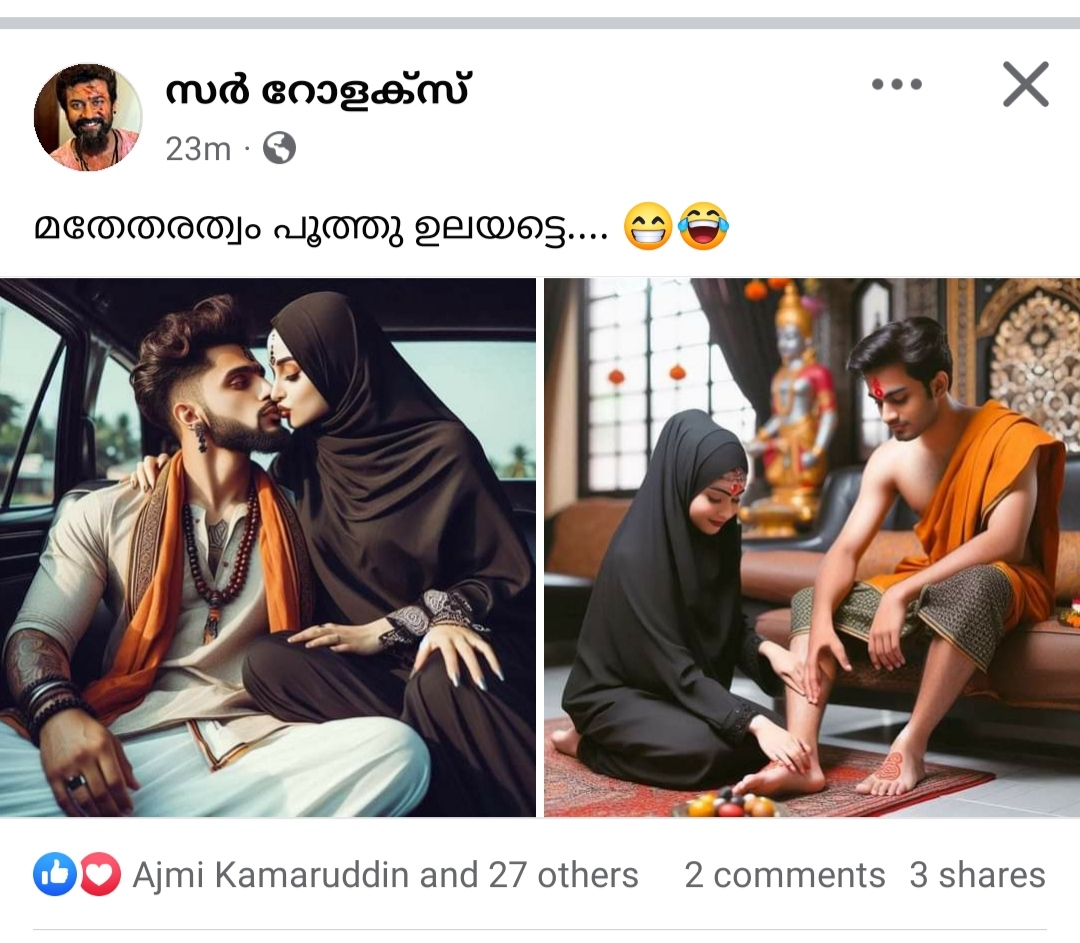 സർ റോളക്സ്
23m ·
മതേതരത്വം പൂത്തു ഉലയട്ടെ.... 😁😂
Ajmi Kamaruddin and 27 others 2 comments 3 shares